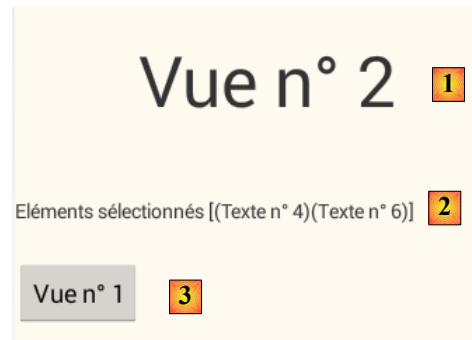 Vue n° 2 1
Eléments sélectionnés [(Texte n° 4)(Texte n° 6)] 2
Vue n° 1 3